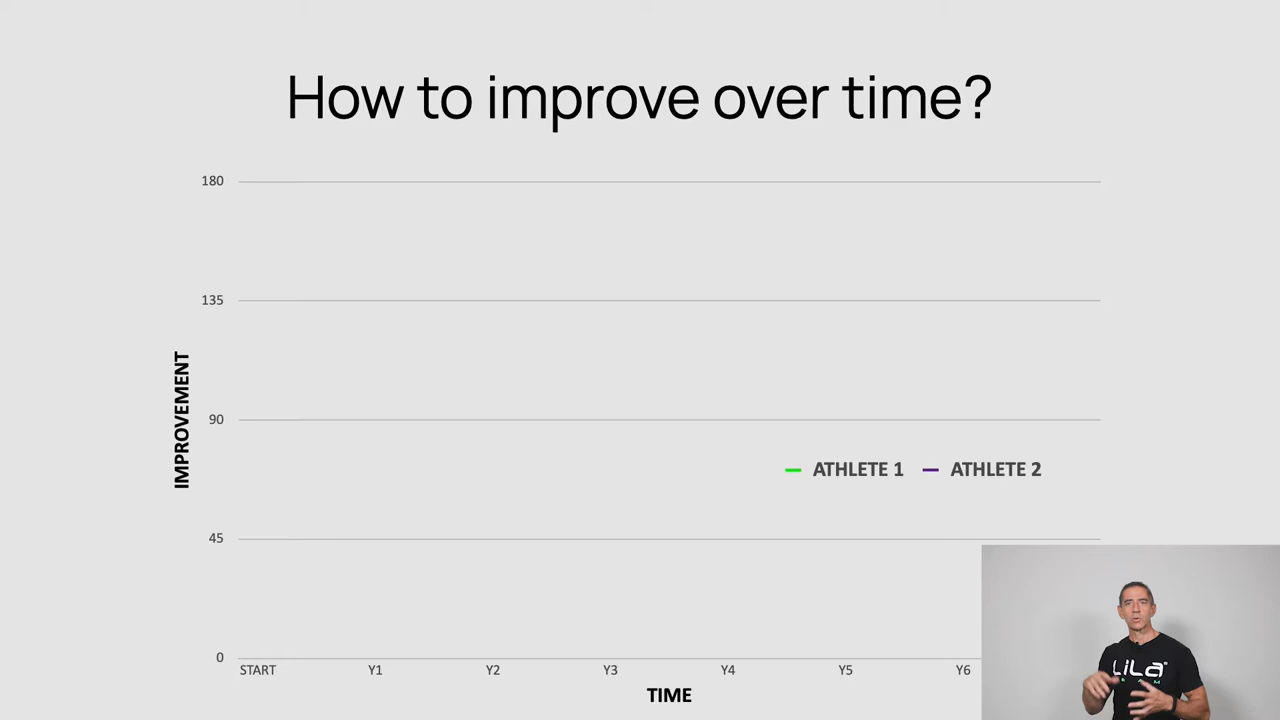 How to improve over time?
180
135
IMPROVEMENT
90
ATHLETE 1 ATHLETE 2
45
0
START Y1 Y2 Y3 Y4 Y5 Y6
TIME
LiLa®